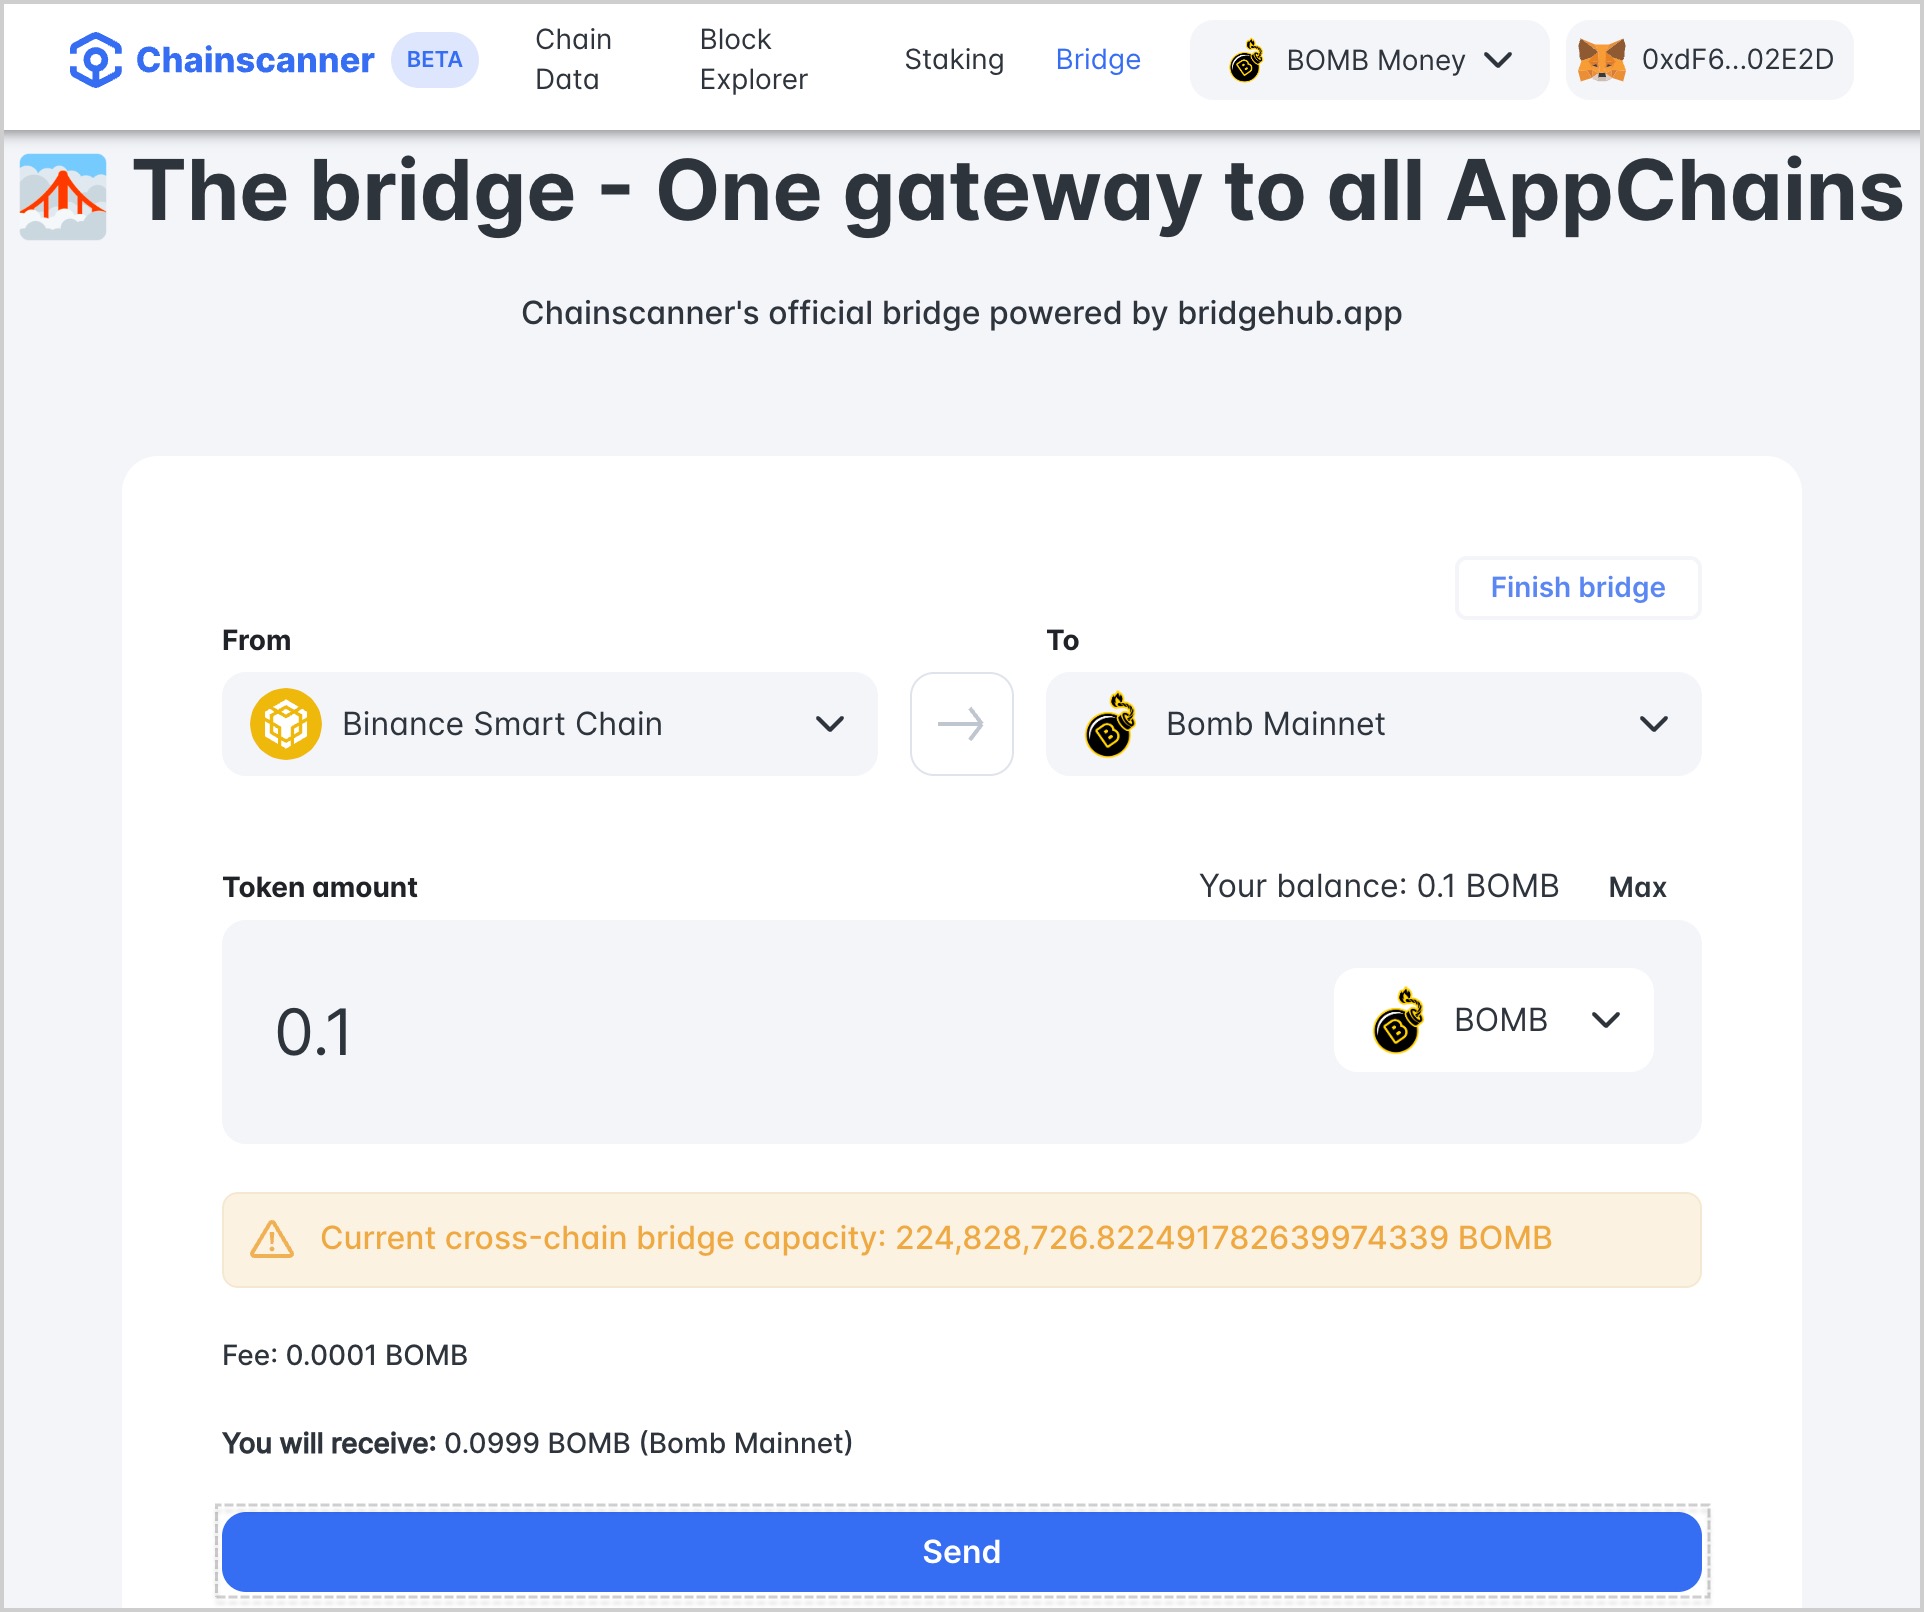 Chainscanner BETA
Chain Data
Block Explorer
Staking
Bridge
BOMB Money
0xdF6...02E2D
The bridge - One gateway to all AppChains
Chainscanner's official bridge powered by bridgehub.app
Finish bridge
From
To
Binance Smart Chain
Bomb Mainnet
Token amount
Your balance: 0.1 BOMB
Max
0.1
BOMB
Current cross-chain bridge capacity: 224,828,726.822491782639974339 BOMB
Fee: 0.0001 BOMB
You will receive: 0.0999 BOMB (Bomb Mainnet)
Send